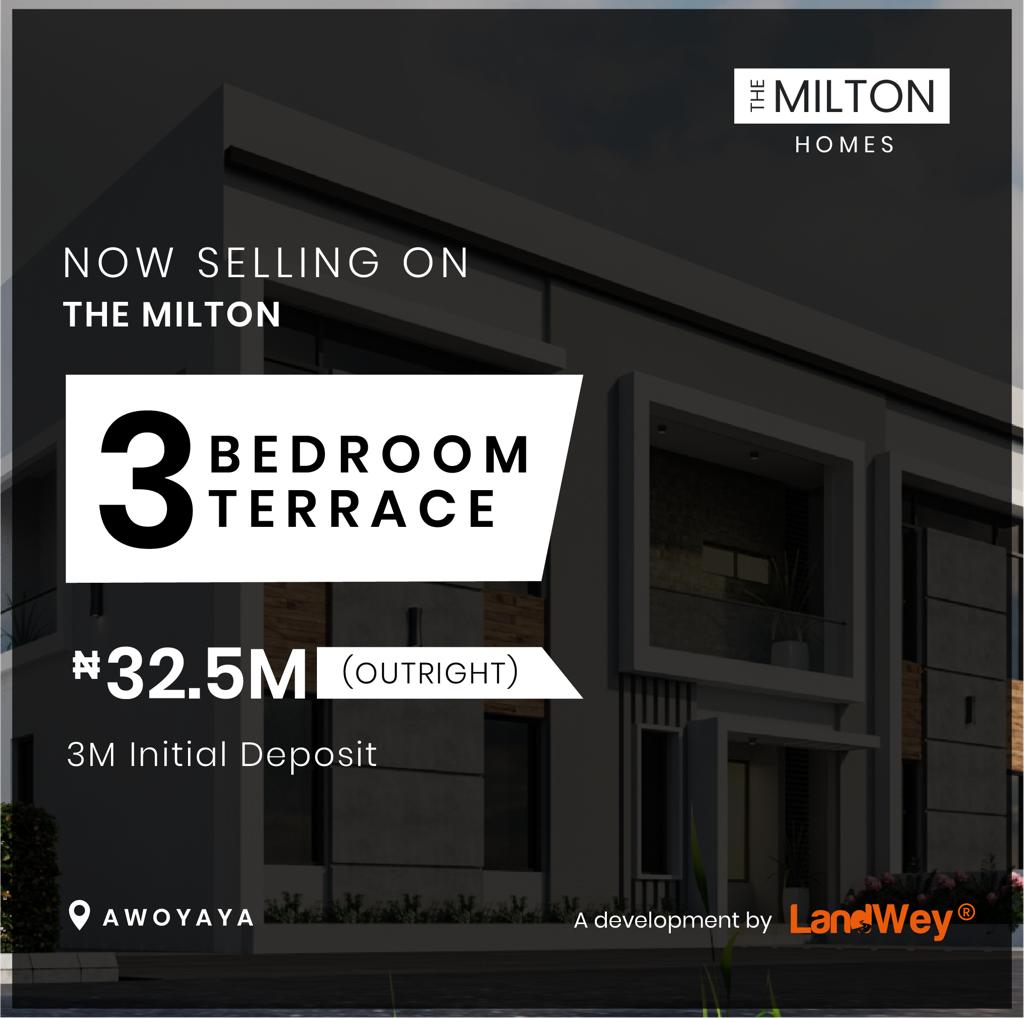 THE MILTON
HOMES
NOW SELLING ON
THE MILTON
3 BEDROOM
TERRACE
₦32.5M (OUTRIGHT)
3M Initial Deposit
AWOYAYA
A development by LandWey®